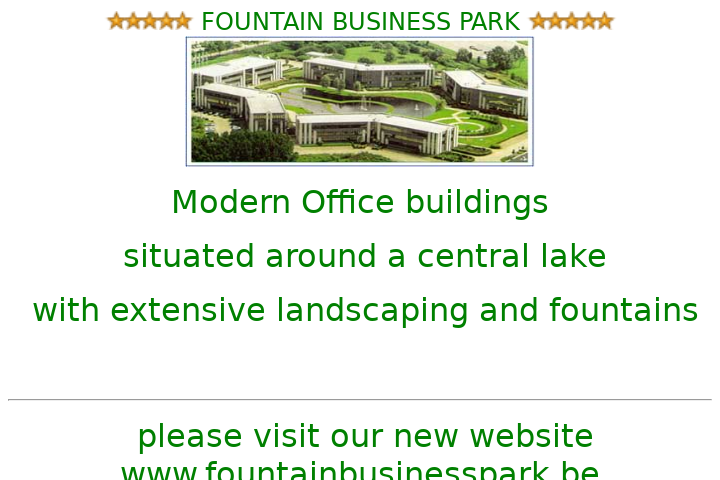 FOUNTAIN BUSINESS PARK
Modern Office buildings
situated around a central lake
with extensive landscaping and fountains
please visit our new website
www.fountainbusinesspark.be